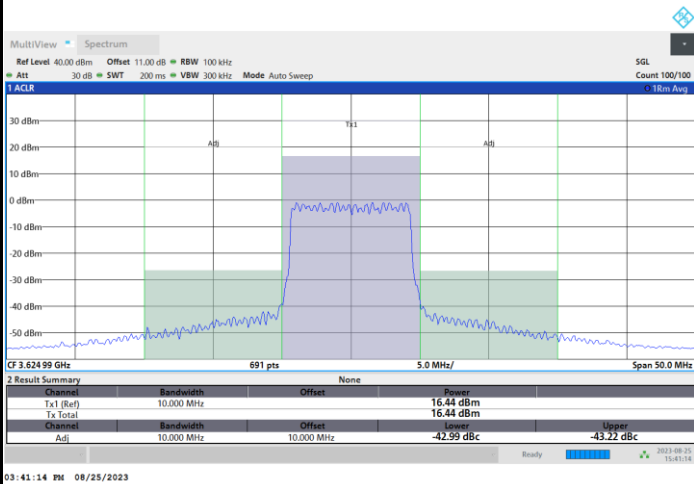 MultiView Spectrum
Ref Level 40.00 dBm Offset 11.00 dB RBW 100 kHz SGL
Att 30 dB SWT 200 ms VBW 300 kHz Mode Auto Sweep Count 100/100
1 ACLR 1Rm Avg
30 dBm
Tx1
20 dBm
Adj Adj
10 dBm
0 dBm
-10 dBm
-20 dBm
-30 dBm
-40 dBm
-50 dBm
CF 3.624 99 GHz 691 pts 5.0 MHz/ Span 50.0 MHz
2 Result Summary None
Channel Bandwidth Offset Power
Tx1 (Ref) 10.000 MHz 16.44 dBm
Tx Total 16.44 dBm
Channel Bandwidth Offset Lower Upper
Adj 10.000 MHz 10.000 MHz -42.99 dBc -43.22 dBc
Ready 2023-08-25
15:41:14
03:41:14 PM 08/25/2023